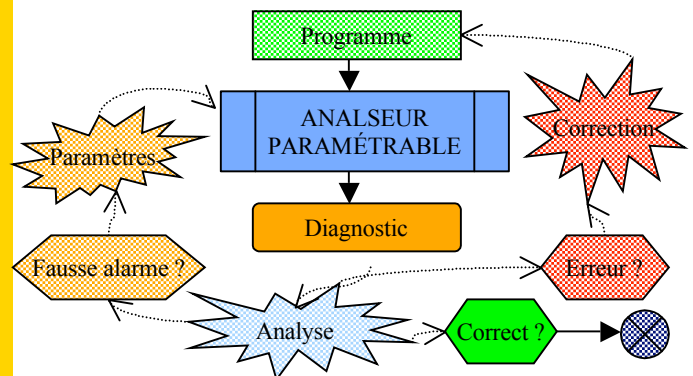 Programme
ANALSEUR
PARAMÉTRABLE
Correction
Paramètres
Diagnostic
Fausse alarme ?
Erreur ?
Analyse
Correct ?